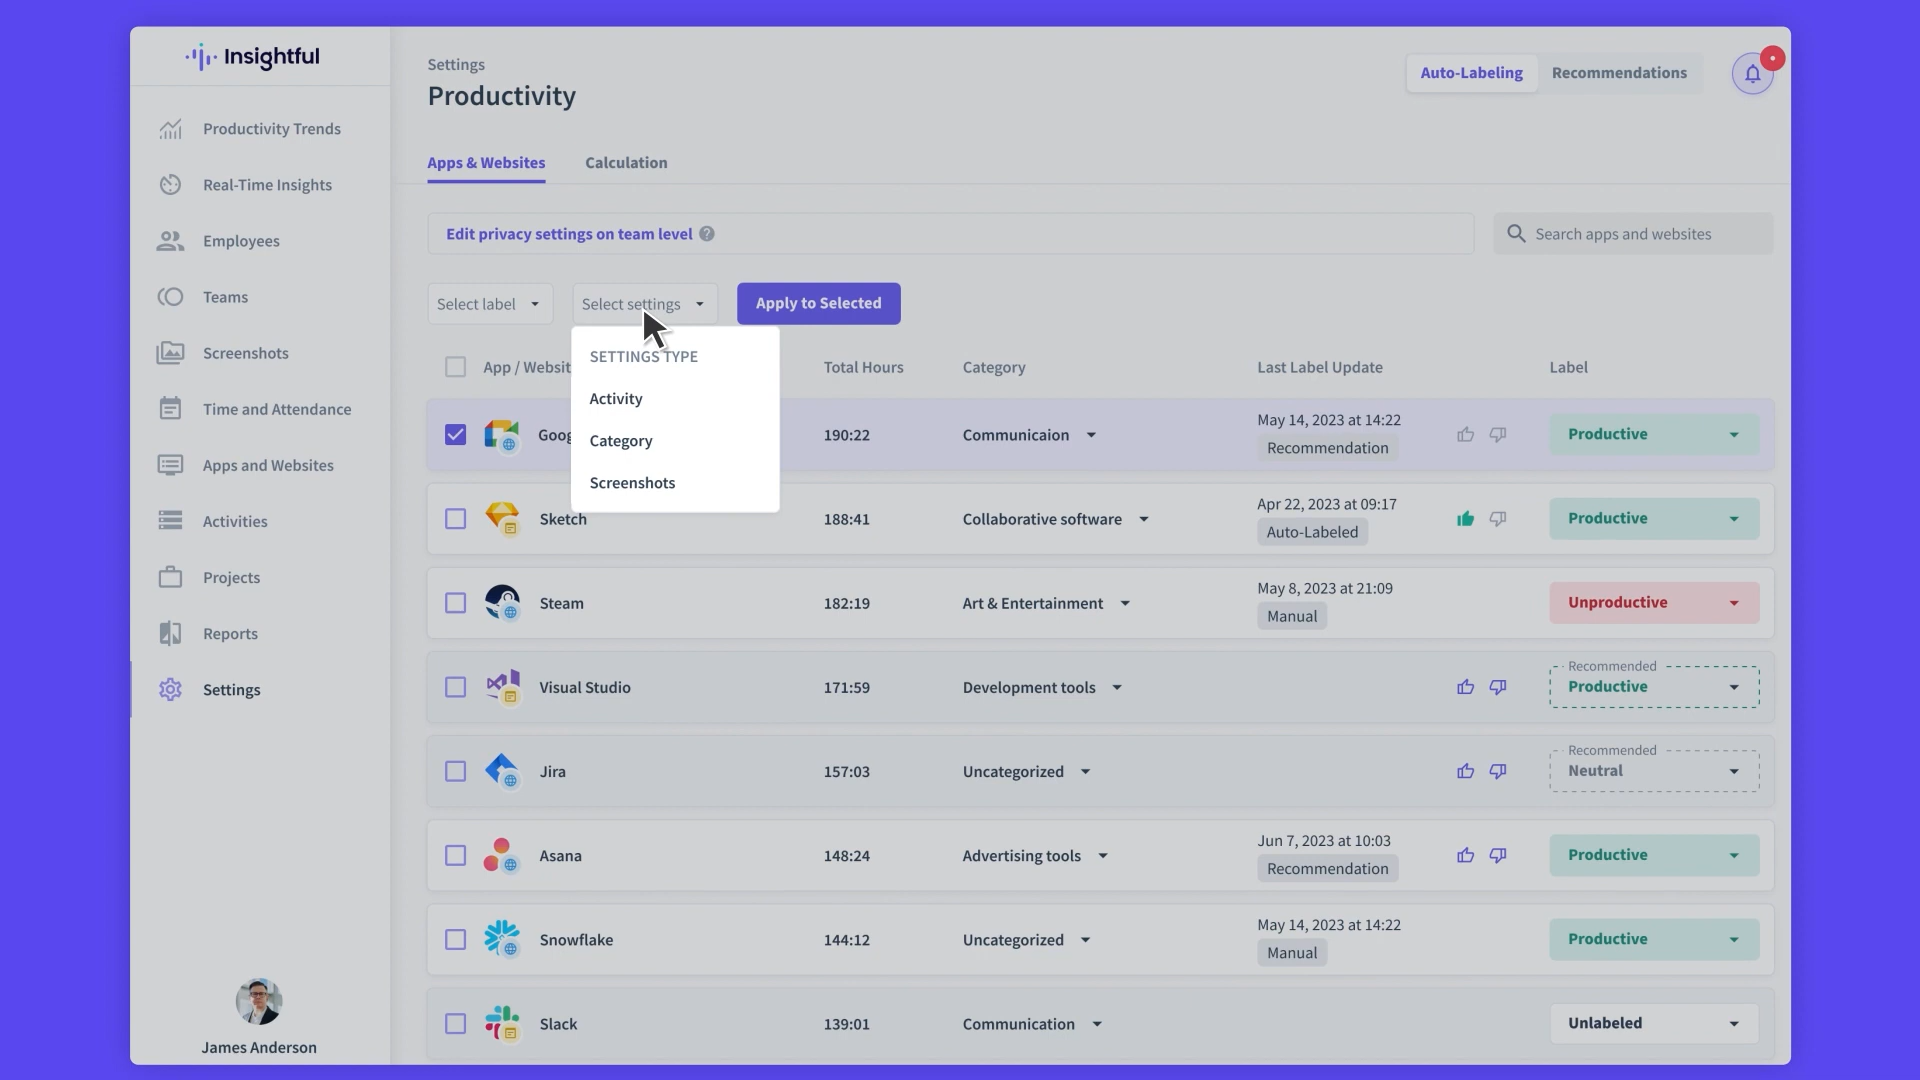 Insightful
Productivity Trends
Real-Time Insights
Employees
Teams
Screenshots
Time and Attendance
Apps and Websites
Activities
Projects
Reports
Settings
James Anderson
Settings
Productivity
Auto-Labeling
Recommendations
Apps & Websites
Calculation
Edit privacy settings on team level ?
Search apps and websites
Select label
Select settings
Apply to Selected
SETTINGS TYPE
Activity
Category
Screenshots
App / Websit
Total Hours
Category
Last Label Update
Label
Goog
190:22
Communicaion
May 14, 2023 at 14:22
Recommendation
Productive
Sketch
188:41
Collaborative software
Apr 22, 2023 at 09:17
Auto-Labeled
Productive
Steam
182:19
Art & Entertainment
May 8, 2023 at 21:09
Manual
Unproductive
Visual Studio
171:59
Development tools
Recommended
Productive
Jira
157:03
Uncategorized
Recommended
Neutral
Asana
148:24
Advertising tools
Jun 7, 2023 at 10:03
Recommendation
Productive
Snowflake
144:12
Uncategorized
May 14, 2023 at 14:22
Manual
Productive
Slack
139:01
Communication
Unlabeled